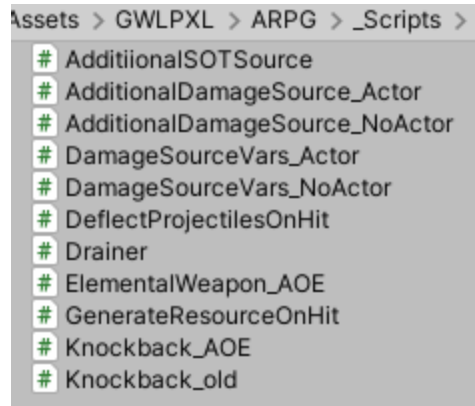 Assets > GWLPXL > ARPG > _Scripts >
# AdditiionalSOTSource
# AdditionalDamageSource_Actor
# AdditionalDamageSource_NoActor
# DamageSourceVars_Actor
# DamageSourceVars_NoActor
# DeflectProjectilesOnHit
# Drainer
# ElementalWeapon_AOE
# GenerateResourceOnHit
# Knockback_AOE
# Knockback_old